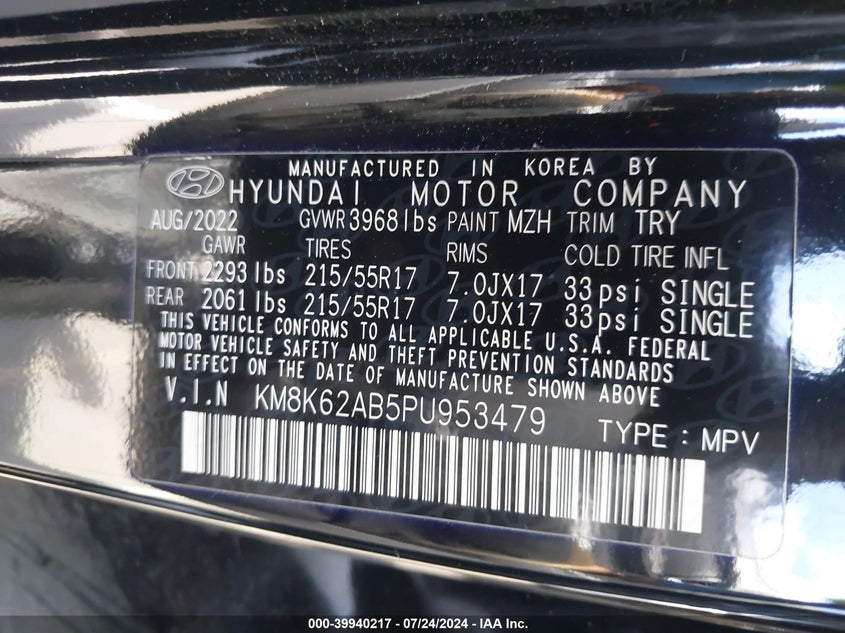 MANUFACTURED IN KOREA BY
HYUNDAI MOTOR COMPANY
AUG/2022 GVWR 3968 lbs PAINT MZH TRIM TRY
GAWR TIRES RIMS COLD TIRE INFL
FRONT 2293 lbs 215/55R17 7.0JX17 33 psi SINGLE
REAR 2061 lbs 215/55R17 7.0JX17 33 psi SINGLE
THIS VEHICLE CONFORMS TO ALL APPLICABLE U.S.A. FEDERAL
MOTOR VEHICLE SAFETY AND THEFT PREVENTION STANDARDS
IN EFFECT ON THE DATE OF MANUFACTURE SHOWN ABOVE
V.I.N KM8K62AB5PU953479 TYPE : MPV
000-39940217 - 07/24/2024 - IAA Inc.